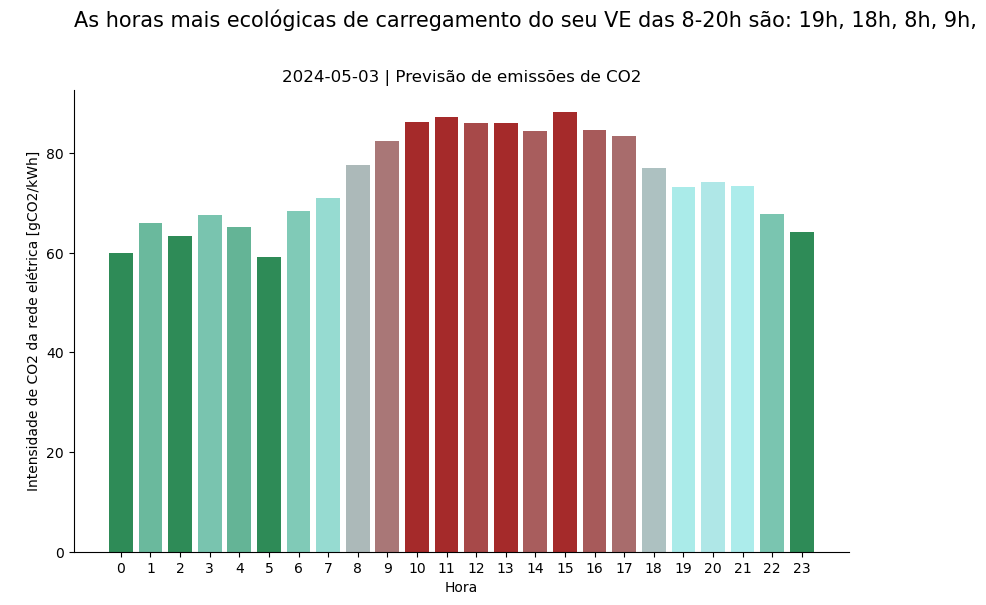 As horas mais ecológicas de carregamento do seu VE das 8-20h são: 19h, 18h, 8h, 9h,
2024-05-03 | Previsão de emissões de CO2
Intensidade de CO2 da rede elétrica [gCO2/kWh]
80
60
40
20
0
0 1 2 3 4 5 6 7 8 9 10 11 12 13 14 15 16 17 18 19 20 21 22 23
Hora